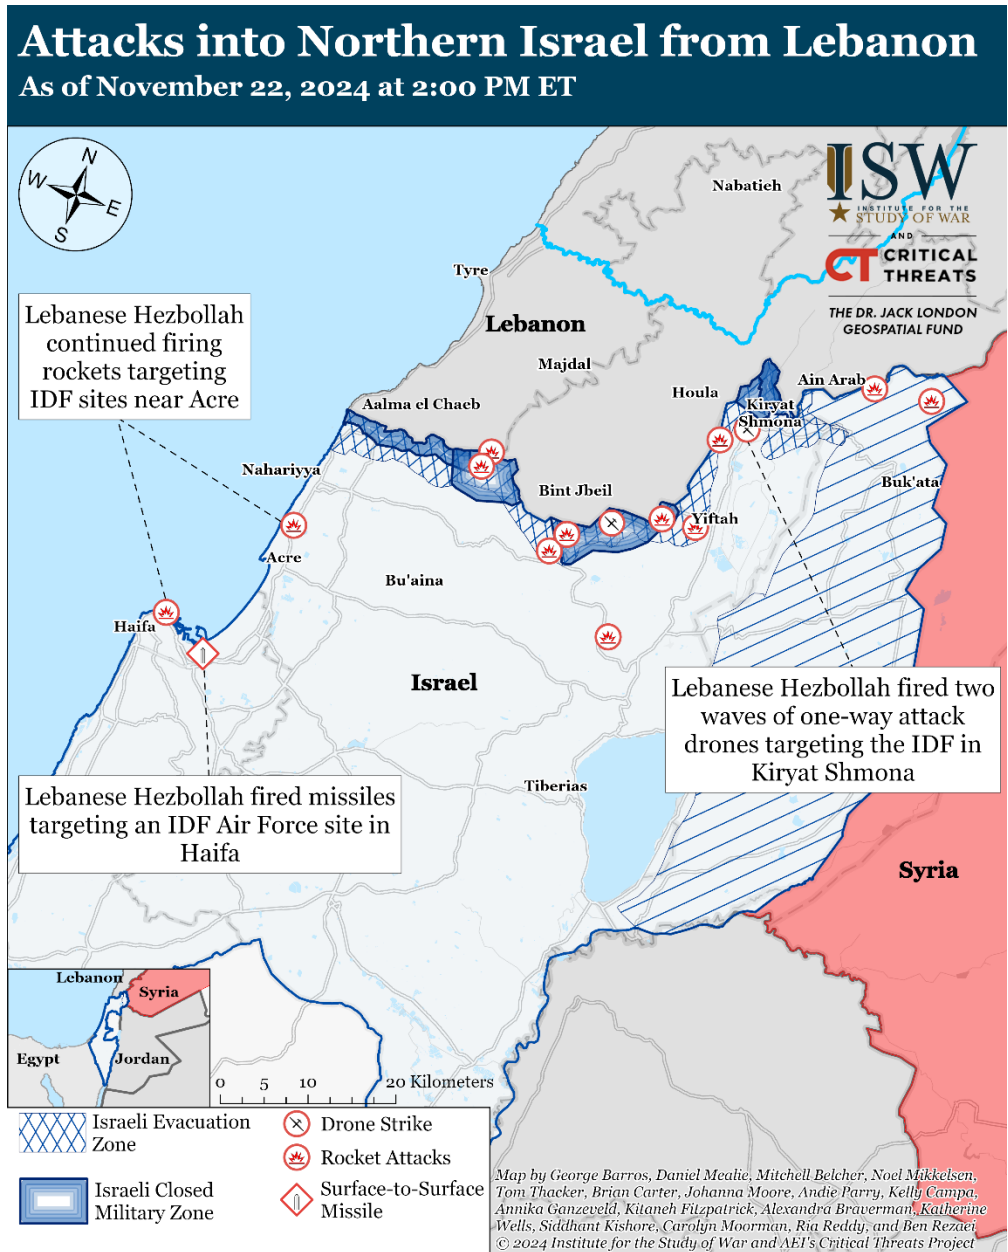 Attacks into Northern Israel from Lebanon
As of November 22, 2024 at 2:00 PM ET
N
W
E
S
ISW
INSTITUTE FOR THE
STUDY OF WAR
AND
CT CRITICAL
THREATS
THE DR. JACK LONDON
GEOSPATIAL FUND
Nabatieh
Tyre
Lebanon
Majdal
Houla
Ain Arab
Kiryat
Shmona
Aalma el Chaeb
Lebanese Hezbollah
continued firing
rockets targeting
IDF sites near Acre
Nahariyya
Bint Jbeil
Buk'ata
Yiftah
Acre
Bu'aina
Haifa
Israel
Lebanese Hezbollah fired two
waves of one-way attack
drones targeting the IDF in
Kiryat Shmona
Tiberias
Lebanese Hezbollah fired missiles
targeting an IDF Air Force site in
Haifa
Syria
Lebanon
Syria
Egypt
Jordan
0 5 10 20 Kilometers
Israeli Evacuation
Zone
Israeli Closed
Military Zone
Drone Strike
Rocket Attacks
Surface-to-Surface
Missile
Map by George Barros, Daniel Mealie, Mitchell Belcher, Noel Mikkelsen,
Tom Thacker, Brian Carter, Johanna Moore, Andie Parry, Kelly Campa,
Annika Ganzeveld, Kitaneh Fitzpatrick, Alexandra Braverman, Katherine
Wells, Siddhant Kishore, Carolyn Moorman, Ria Reddy, and Ben Rezaei
© 2024 Institute for the Study of War and AEI's Critical Threats Project